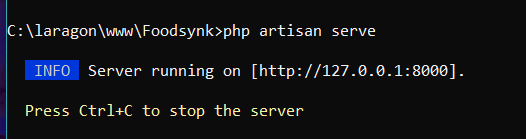 C:\laragon\www\Foodsynk>php artisan serve
INFO Server running on [http://127.0.0.1:8000].
Press Ctrl+C to stop the server